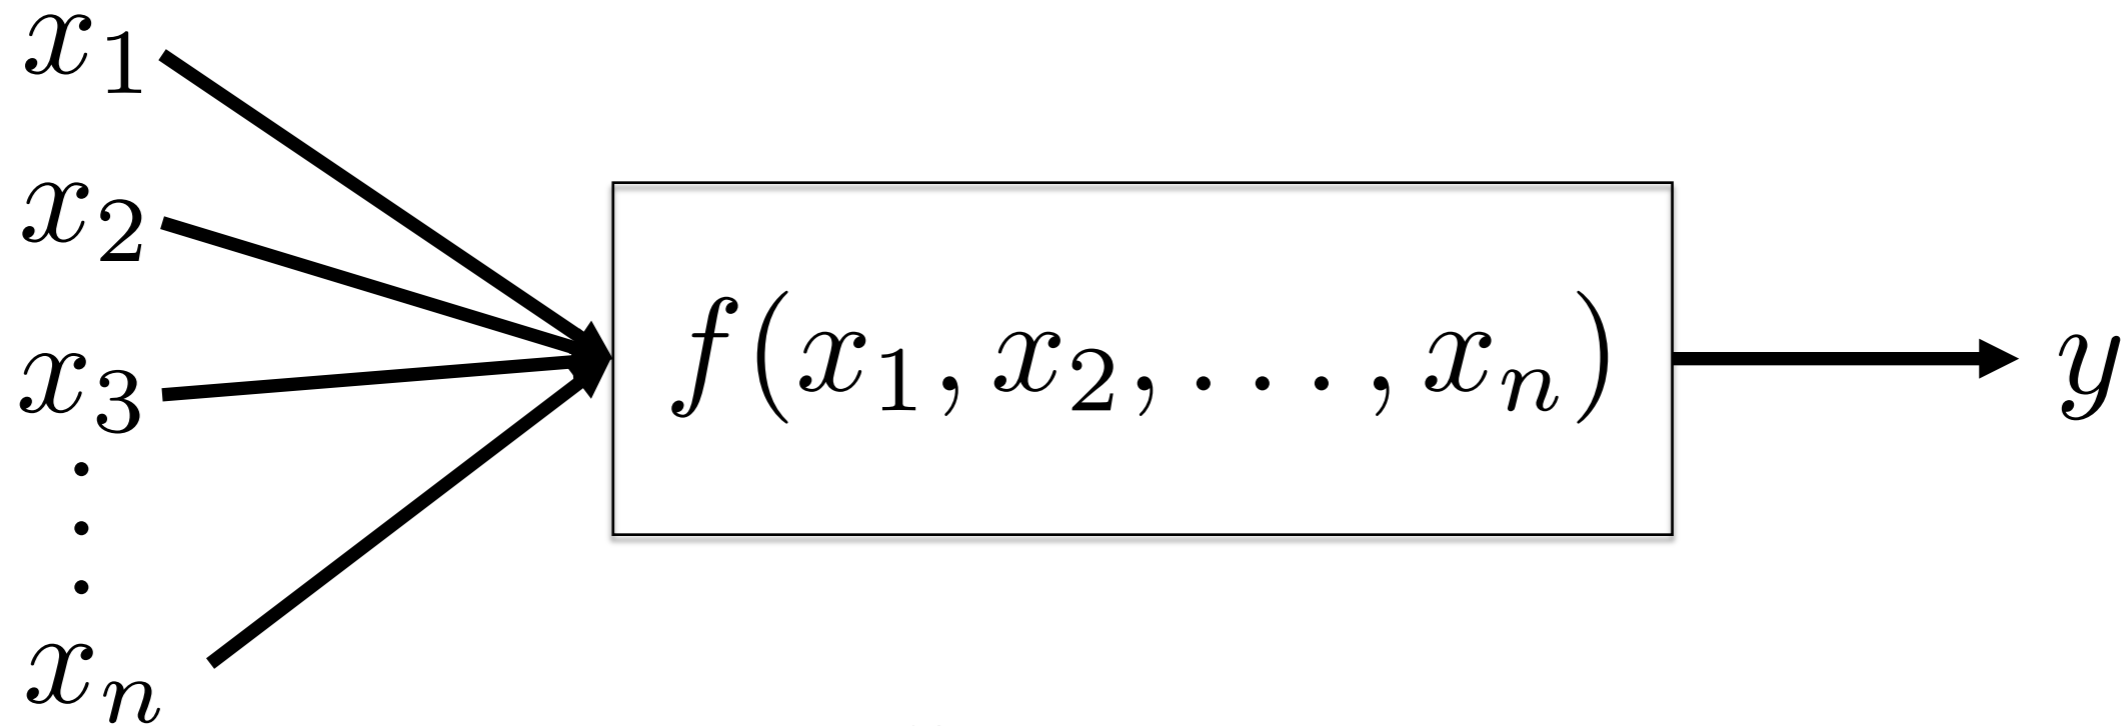 x₁
x₂
x₃
.
.
.
xₙ
f(x₁, x₂, . . . , xₙ)
y